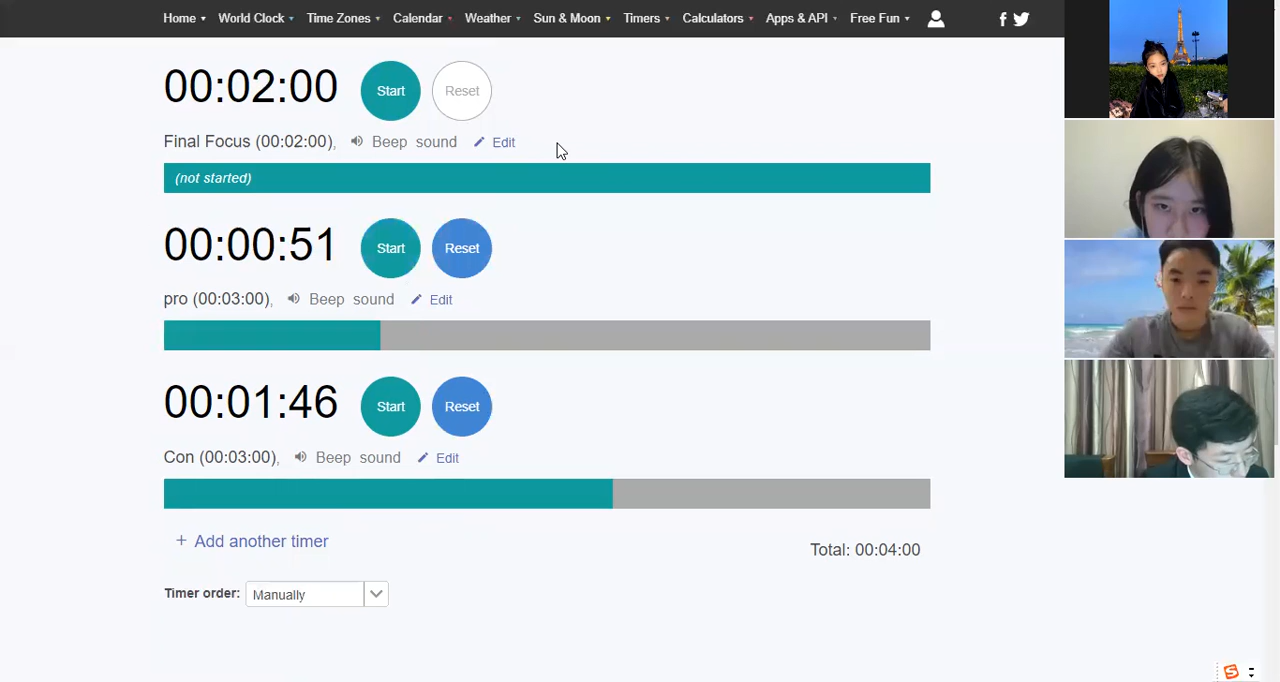 Home World Clock Time Zones Calendar Weather Sun & Moon Timers Calculators Apps & API Free Fun
00:02:00 Start Reset
Final Focus (00:02:00), Beep sound Edit
(not started)
00:00:51 Start Reset
pro (00:03:00), Beep sound Edit
00:01:46 Start Reset
Con (00:03:00), Beep sound Edit
+ Add another timer
Total: 00:04:00
Timer order: Manually